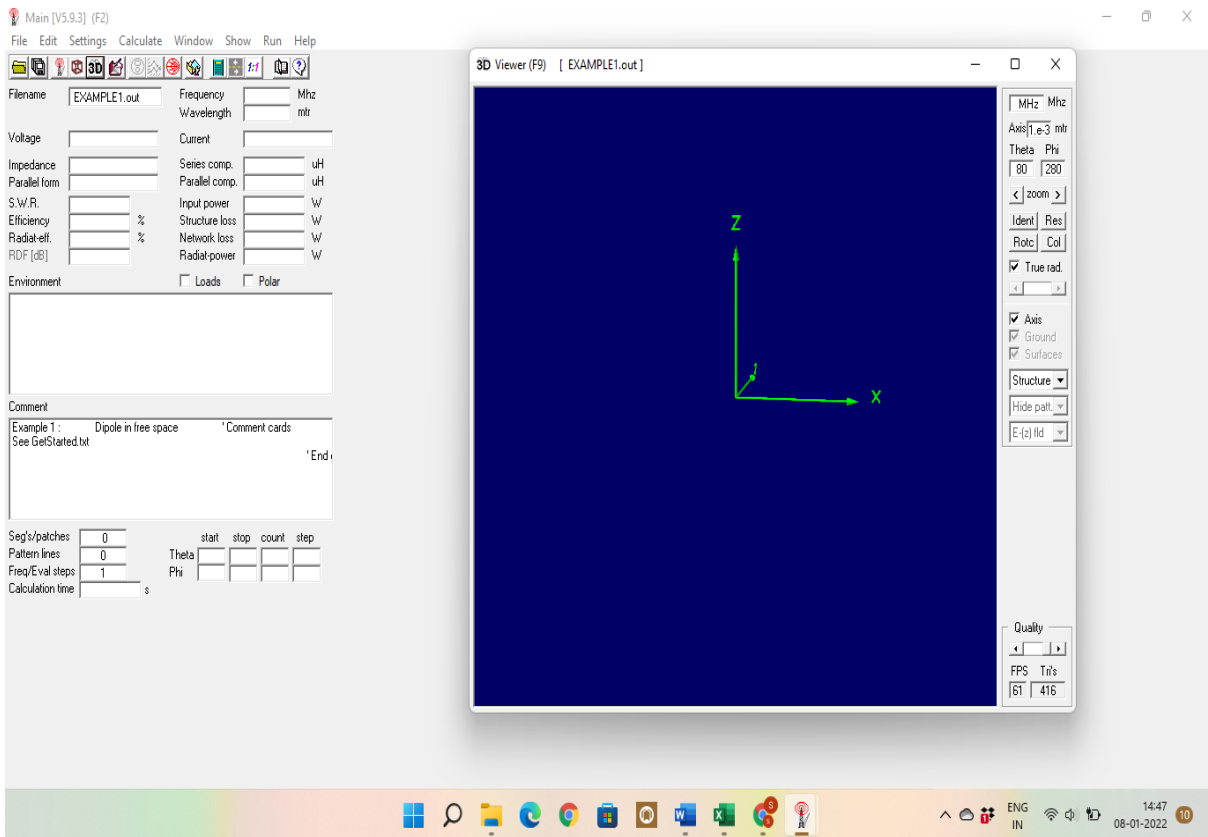 Main [V5.9.3] (F2)
File Edit Settings Calculate Window Show Run Help
3D 1:1
Filename EXAMPLE1.out Frequency Mhz
Wavelength mtr
Voltage Current
Impedance Series comp. uH
Parallel form Parallel comp. uH
S.W.R. Input power W
Efficiency % Structure loss W
Radiat-eff. % Network loss W
RDF [dB] Radiat-power W
Environment Loads Polar
Comment
Example 1 : Dipole in free space ' Comment cards
See GetStarted.txt
' End
Seg's/patches 0 start stop count step
Pattern lines 0 Theta
Freq/Eval steps 1 Phi
Calculation time s
3D Viewer (F9) [ EXAMPLE1.out ]
Z
X
MHz Mhz
Axis 1.e-3 mtr
Theta Phi
80 280
< zoom >
Ident Res
Rotc Col
True rad.
Axis
Ground
Surfaces
Structure
Hide patt.
E-(z) fld
Quality
FPS Tri's
61 416
ENG
IN
14:47
08-01-2022
10